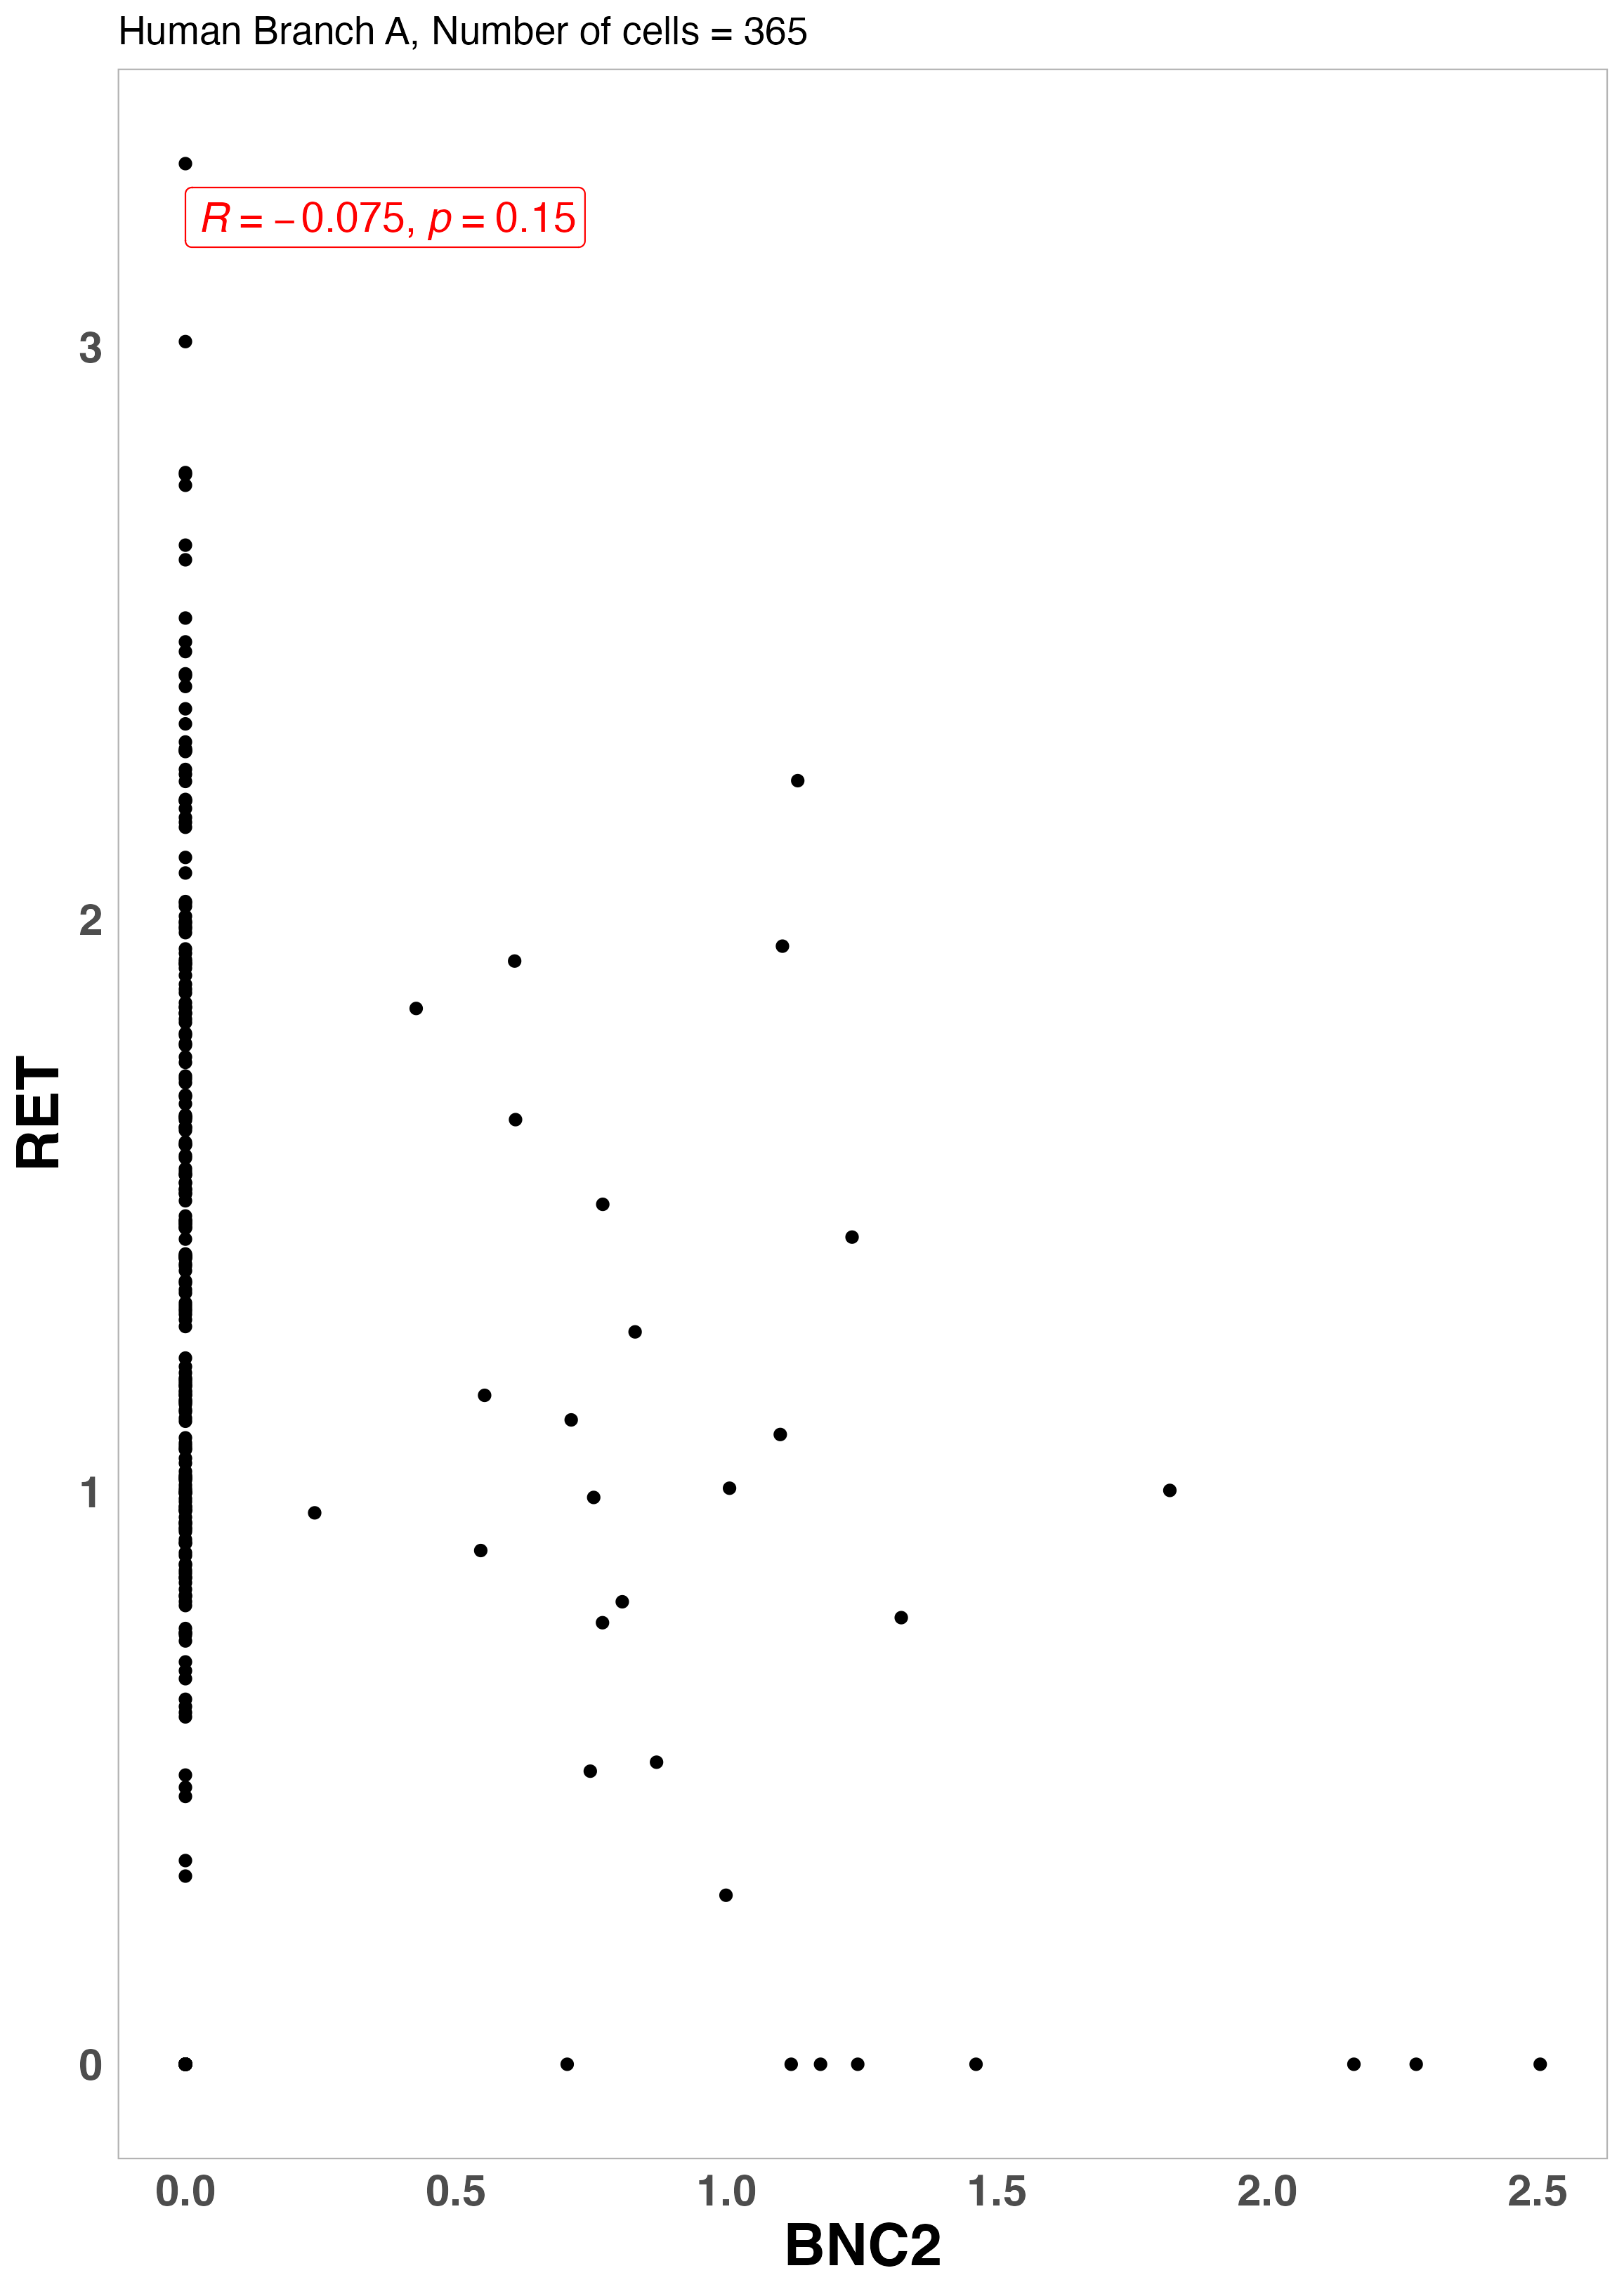 Human Branch A, Number of cells = 365
R = −0.075, p = 0.15
3
2
1
0
RET
0.0 0.5 1.0 1.5 2.0 2.5
BNC2